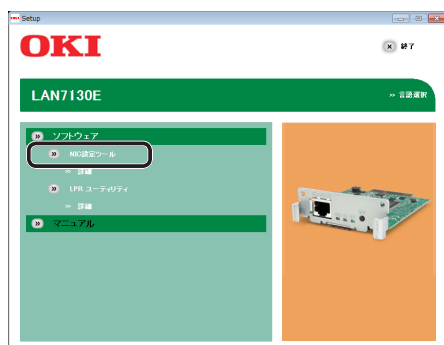 Setup
OKI
終了
LAN7130E
言語選択
ソフトウェア
NIC設定ツール
詳細
LPR ユーティリティ
詳細
マニュアル